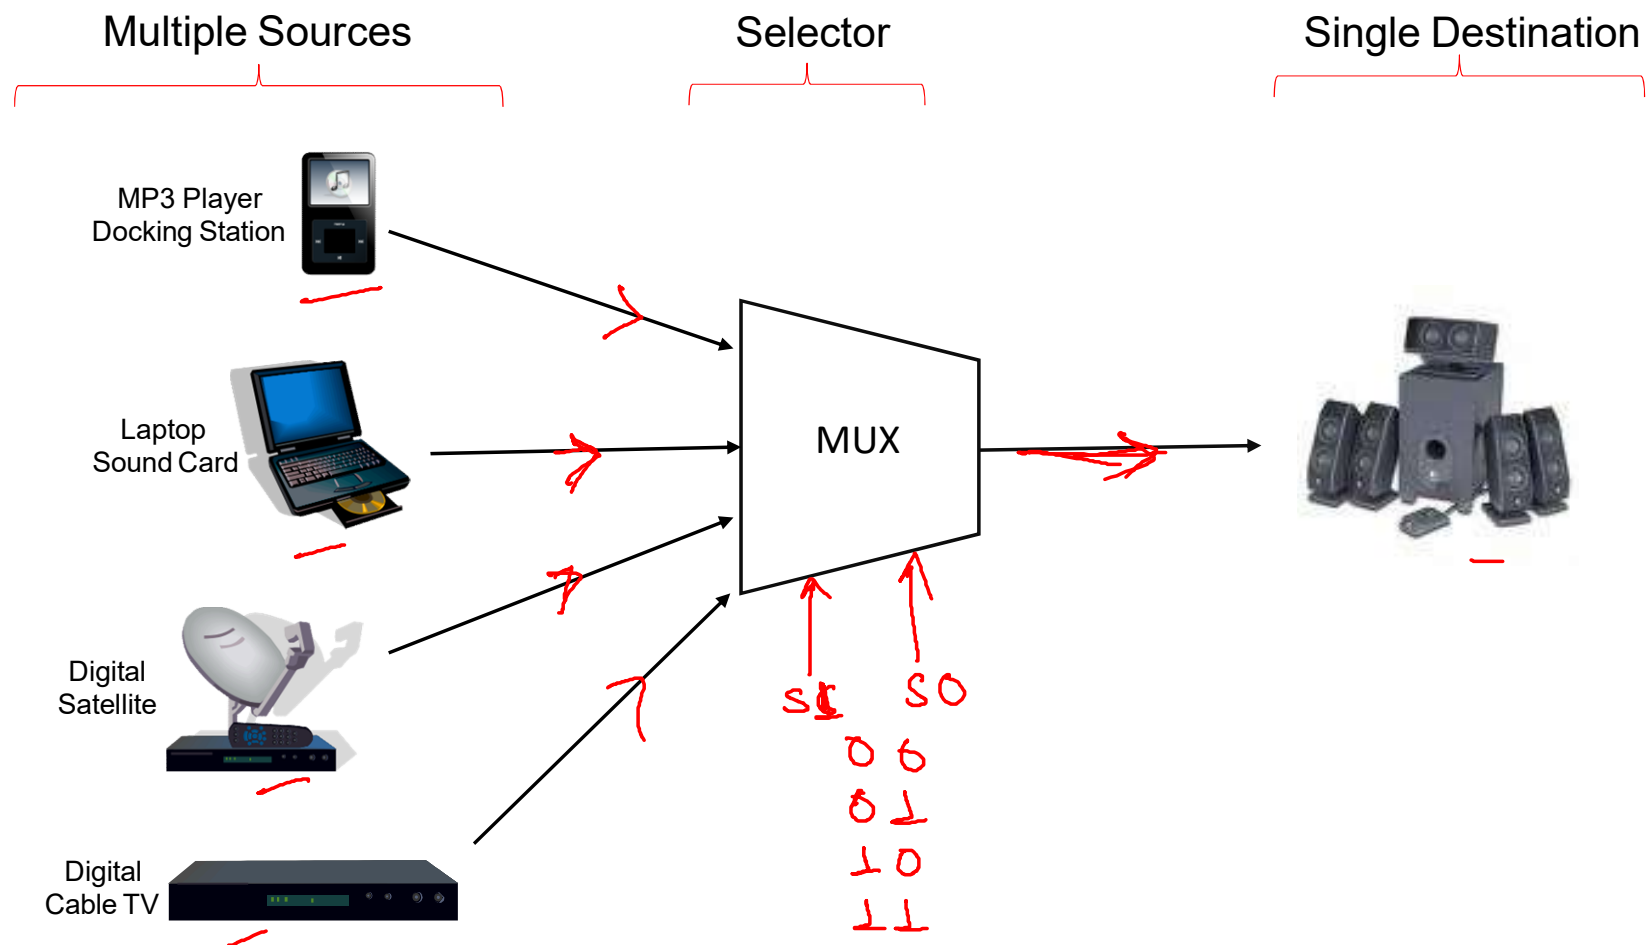 Multiple Sources
Selector
Single Destination
MP3 Player
Docking Station
Laptop
Sound Card
MUX
Digital
Satellite
S1 S0
0 0
0 1
1 0
1 1
Digital
Cable TV